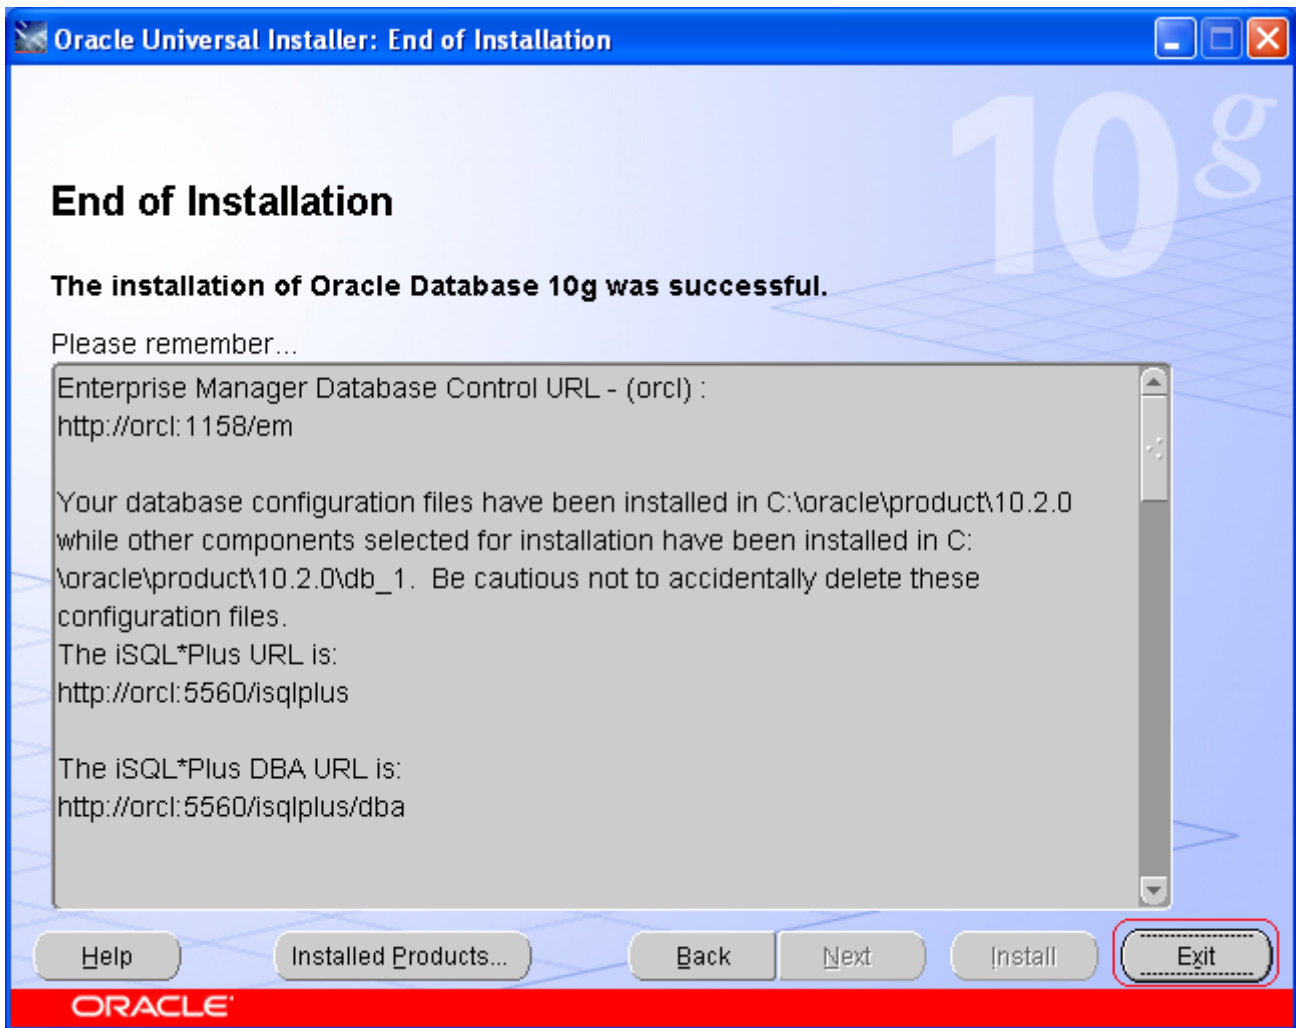 Oracle Universal Installer: End of Installation
10g
End of Installation
The installation of Oracle Database 10g was successful.
Please remember...
Enterprise Manager Database Control URL - (orcl) :
http://orcl:1158/em
Your database configuration files have been installed in C:\oracle\product\10.2.0
while other components selected for installation have been installed in C:
\oracle\product\10.2.0\db_1.  Be cautious not to accidentally delete these
configuration files.
The iSQL*Plus URL is:
http://orcl:5560/isqlplus
The iSQL*Plus DBA URL is:
http://orcl:5560/isqlplus/dba
Help Installed Products... Back Next Install Exit
ORACLE